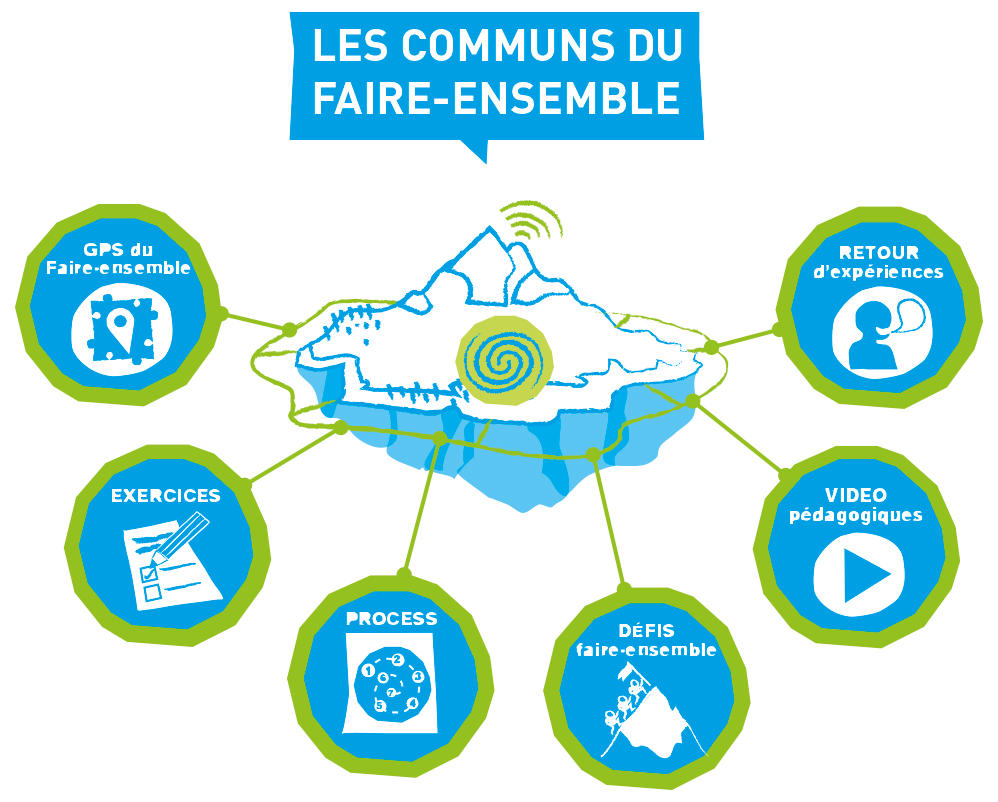 LES COMMUNS DU
FAIRE-ENSEMBLE
GPS du
Faire-ensemble
RETOUR
d'expériences
EXERCICES
VIDEO
pédagogiques
PROCESS
1
2
3
4
5
6
7
DÉFIS
faire-ensemble